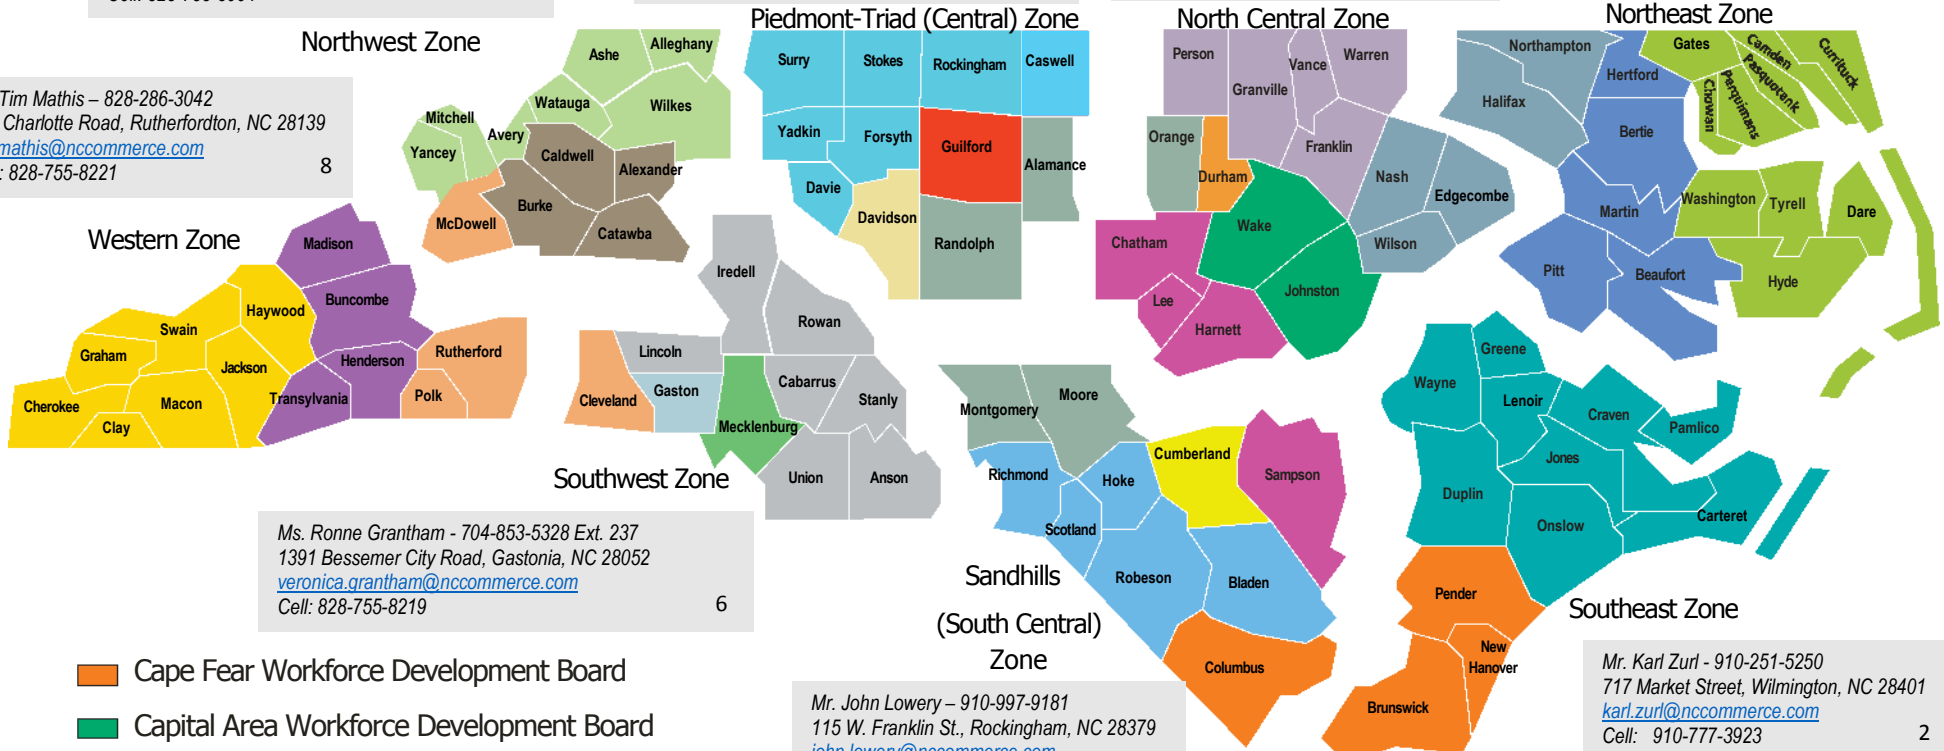 Piedmont-Triad (Central) Zone
North Central Zone
Northeast Zone
Northwest Zone
Ashe
Alleghany
Watauga
Wilkes
Mitchell
Avery
Yancey
Caldwell
Alexander
Burke
McDowell
Catawba
Surry
Stokes
Rockingham
Caswell
Yadkin
Forsyth
Guilford
Alamance
Davie
Davidson
Randolph
Person
Granville
Vance
Warren
Orange
Durham
Franklin
Nash
Edgecombe
Wilson
Wake
Johnston
Chatham
Lee
Harnett
Northampton
Halifax
Hertford
Bertie
Martin
Pitt
Beaufort
Gates
Camden
Currituck
Pasquotank
Perquimans
Chowan
Washington
Tyrell
Dare
Hyde
Tim Mathis – 828-286-3042
Charlotte Road, Rutherfordton, NC 28139
mathis@nccommerce.com
: 828-755-8221
8
Western Zone
Madison
Buncombe
Haywood
Swain
Graham
Jackson
Henderson
Rutherford
Cherokee
Macon
Transylvania
Polk
Clay
Iredell
Rowan
Lincoln
Cleveland
Gaston
Cabarrus
Stanly
Mecklenburg
Union
Anson
Southwest Zone
Ms. Ronne Grantham - 704-853-5328 Ext. 237
1391 Bessemer City Road, Gastonia, NC 28052
veronica.grantham@nccommerce.com
Cell: 828-755-8219
6
Montgomery
Moore
Richmond
Hoke
Cumberland
Sampson
Scotland
Robeson
Bladen
Columbus
Sandhills
(South Central)
Zone
Greene
Wayne
Lenoir
Craven
Pamlico
Jones
Duplin
Onslow
Carteret
Pender
New
Hanover
Brunswick
Southeast Zone
Mr. Karl Zurl - 910-251-5250
717 Market Street, Wilmington, NC 28401
karl.zurl@nccommerce.com
Cell: 910-777-3923
2
Mr. John Lowery – 910-997-9181
115 W. Franklin St., Rockingham, NC 28379
john.lowery@nccommerce.com
Cape Fear Workforce Development Board
Capital Area Workforce Development Board